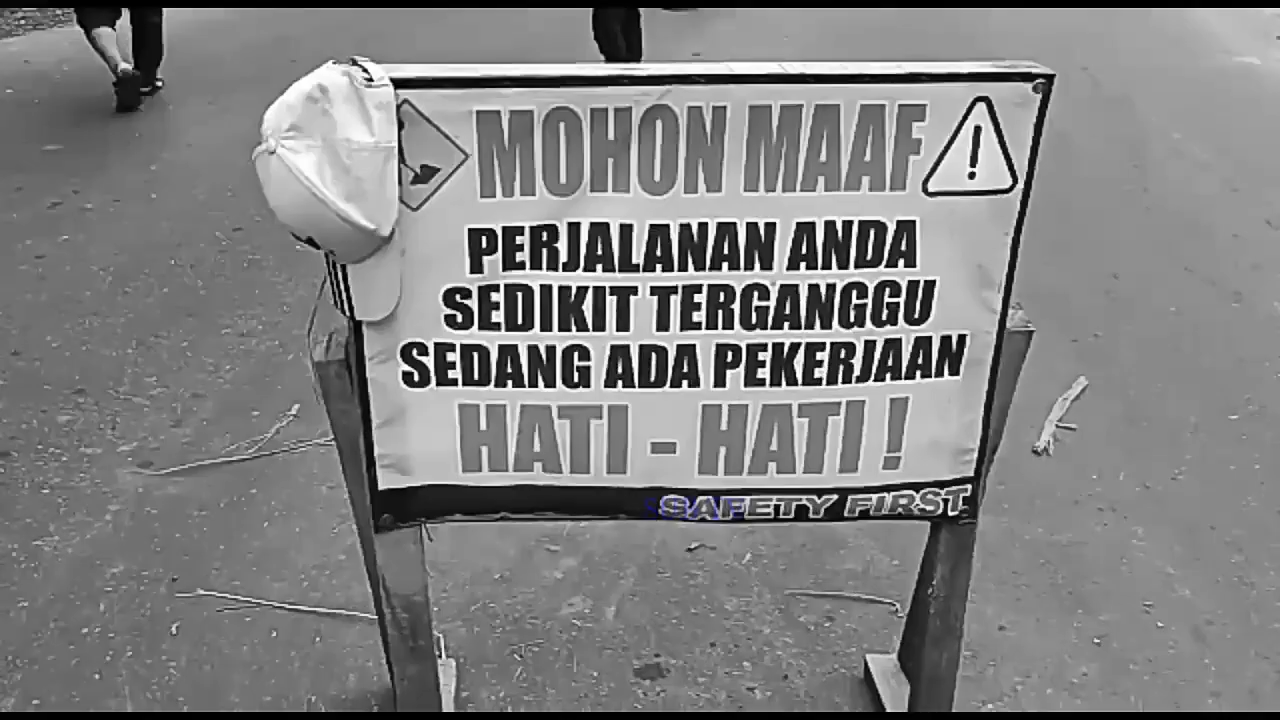 MOHON MAAF
PERJALANAN ANDA
SEDIKIT TERGANGGU
SEDANG ADA PEKERJAAN
HATI - HATI !
SAFETY FIRST